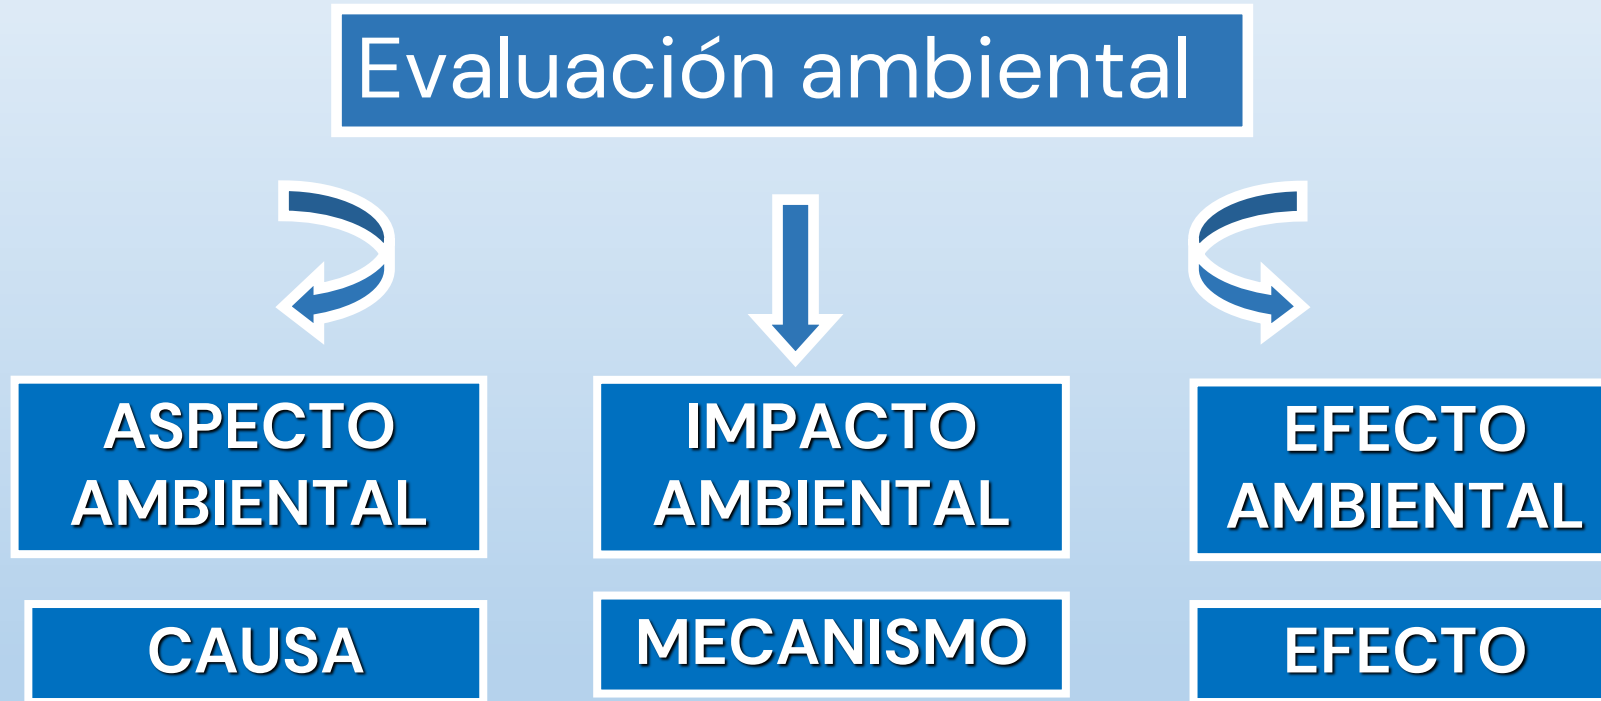 Evaluación ambiental
ASPECTO
AMBIENTAL
IMPACTO
AMBIENTAL
EFECTO
AMBIENTAL
CAUSA
MECANISMO
EFECTO